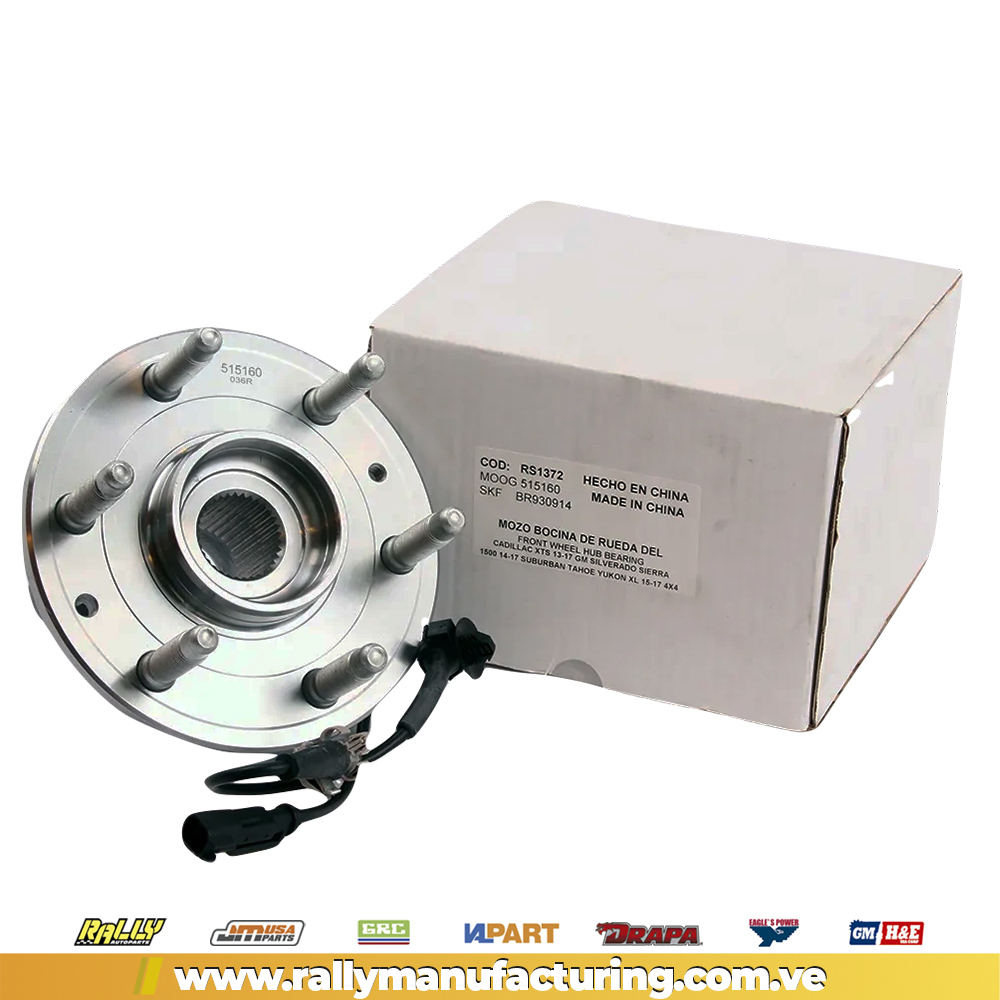 515160
036R
COD: RS1372 HECHO EN CHINA
MOOG 515160 MADE IN CHINA
SKF BR930914
MOZO BOCINA DE RUEDA DEL
FRONT WHEEL HUB BEARING
CADILLAC XTS 13-17 GM SILVERADO SIERRA
1500 14-17 SUBURBAN TAHOE YUKON XL 15-17 4X4
RALLY AUTOPARTS
JM USA PARTS
GRC
NAPART
DRAPA
EAGLE'S POWER
GM H&E
www.rallymanufacturing.com.ve